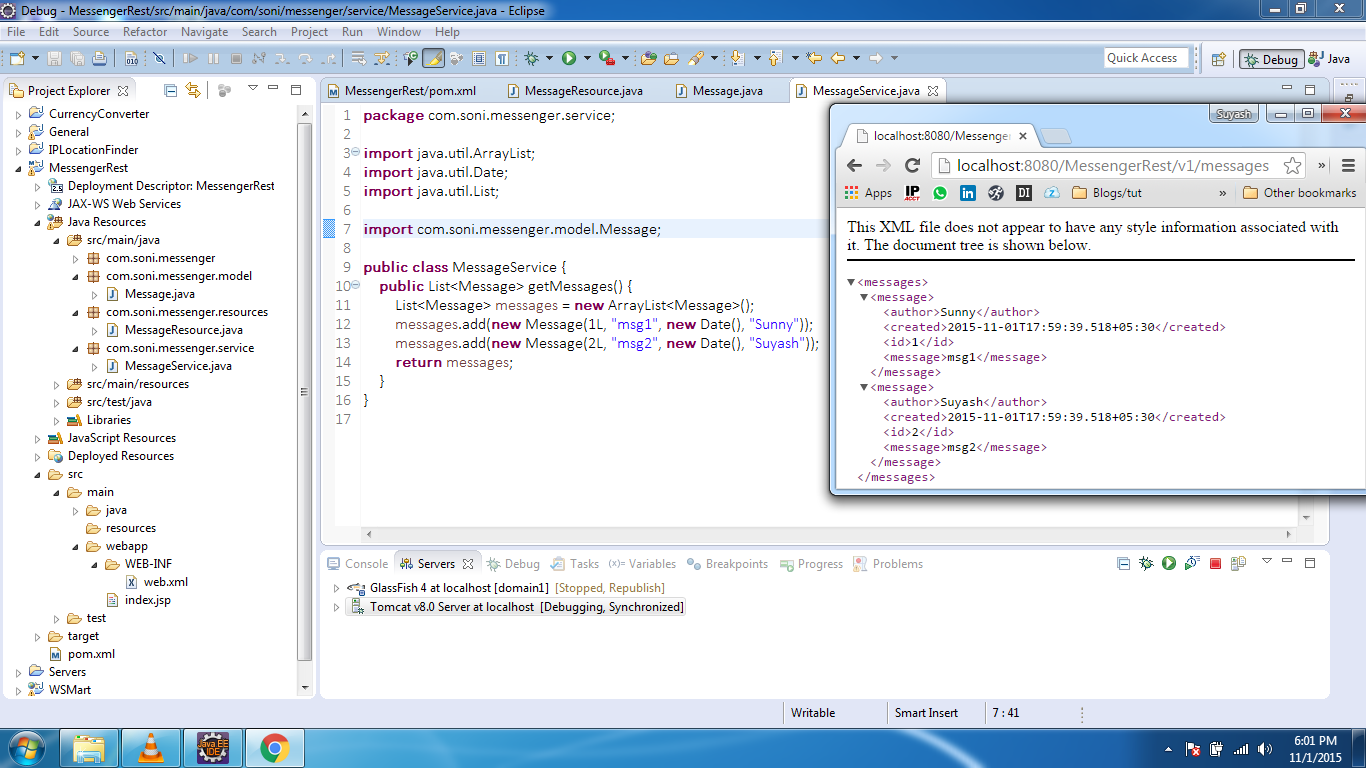 Debug - MessengerRest/src/main/java/com/soni/messenger/service/MessageService.java - Eclipse
File Edit Source Refactor Navigate Search Project Run Window Help
Quick Access Debug Java
Project Explorer
CurrencyConverter
General
IPLocationFinder
MessengerRest
Deployment Descriptor: MessengerRest
JAX-WS Web Services
Java Resources
src/main/java
com.soni.messenger
com.soni.messenger.model
Message.java
com.soni.messenger.resources
MessageResource.java
com.soni.messenger.service
MessageService.java
src/main/resources
src/test/java
Libraries
JavaScript Resources
Deployed Resources
src
main
java
resources
webapp
WEB-INF
web.xml
index.jsp
test
target
pom.xml
Servers
WSMart
MessengerRest/pom.xml MessageResource.java Message.java MessageService.java
1 package com.soni.messenger.service;
2
3 import java.util.ArrayList;
4 import java.util.Date;
5 import java.util.List;
6
7 import com.soni.messenger.model.Message;
8
9 public class MessageService {
10 public List<Message> getMessages() {
11 List<Message> messages = new ArrayList<Message>();
12 messages.add(new Message(1L, "msg1", new Date(), "Sunny"));
13 messages.add(new Message(2L, "msg2", new Date(), "Suyash"));
14 return messages;
15 }
16 }
17
Suyash
localhost:8080/Messenger
localhost:8080/MessengerRest/v1/messages
Apps IP ACCT in DI Blogs/tut » Other bookmarks
This XML file does not appear to have any style information associated with
it. The document tree is shown below.
<messages>
<message>
<author>Sunny</author>
<created>2015-11-01T17:59:39.518+05:30</created>
<id>1</id>
<message>msg1</message>
</message>
<message>
<author>Suyash</author>
<created>2015-11-01T17:59:39.518+05:30</created>
<id>2</id>
<message>msg2</message>
</message>
</messages>
Console Servers Debug Tasks (x)= Variables Breakpoints Progress Problems
GlassFish 4 at localhost [domain1] [Stopped, Republish]
Tomcat v8.0 Server at localhost [Debugging, Synchronized]
Writable Smart Insert 7 : 41
Java EE
IDE
6:01 PM
11/1/2015